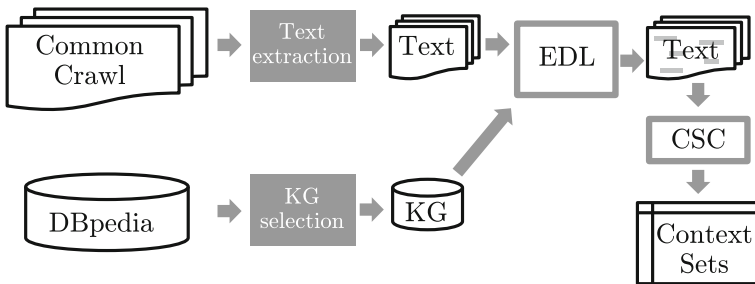 Common
Crawl
Text
extraction
Text
EDL
Text
CSC
DBpedia
KG
selection
KG
Context
Sets